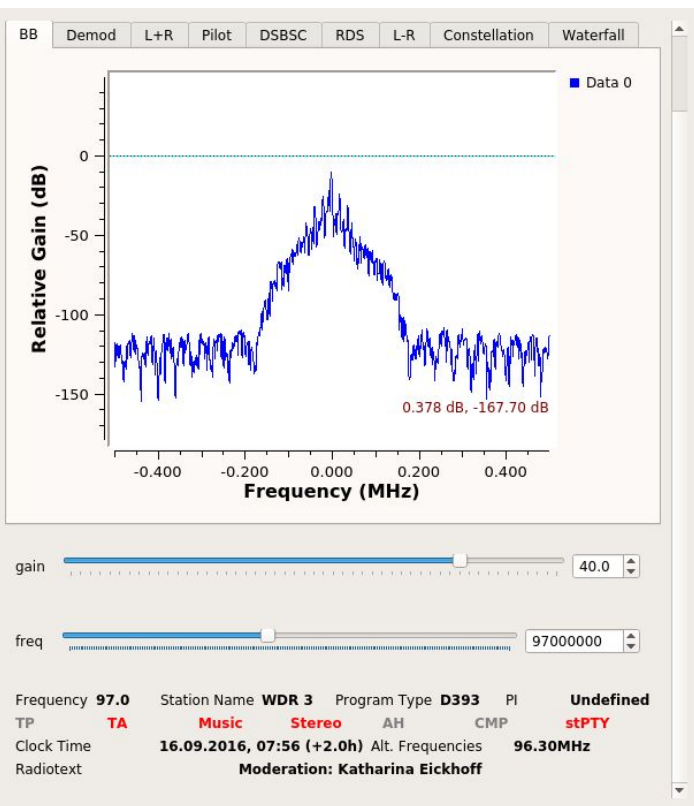 BB Demod L+R Pilot DSBSC RDS L-R Constellation Waterfall
Data 0
0
-50
-100
-150
Relative Gain (dB)
0.378 dB, -167.70 dB
-0.400 -0.200 0.000 0.200 0.400
Frequency (MHz)
gain 40.0
freq 97000000
Frequency 97.0 Station Name WDR 3 Program Type D393 PI Undefined
TP TA Music Stereo AH CMP stPTY
Clock Time 16.09.2016, 07:56 (+2.0h) Alt. Frequencies 96.30MHz
Radiotext Moderation: Katharina Eickhoff